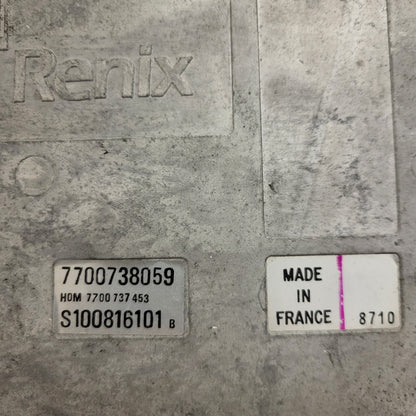 Renix
7700738059
HOM 7700 737 453
S100816101 B
MADE
IN
FRANCE
8710